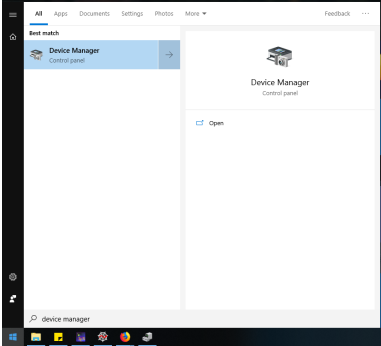 All Apps Documents Settings Photos More Feedback ...
Best match
Device Manager
Control panel
Device Manager
Control panel
Open
device manager